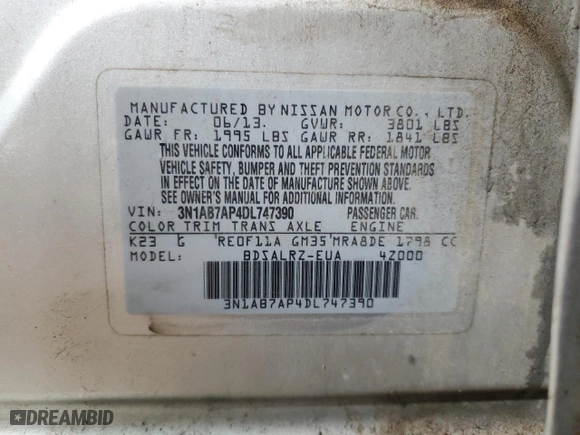 MANUFACTURED BY NISSAN MOTOR CO., LTD.
DATE: 06/13. GVWR: 3801 LBS
GAWR FR: 1995 LBS GAWR RR: 1841 LBS
THIS VEHICLE CONFORMS TO ALL APPLICABLE FEDERAL MOTOR
VEHICLE SAFETY, BUMPER AND THEFT PREVENTION STANDARDS
IN EFFECT ON THE DATE OF MANUFACTURE SHOWN ABOVE.
SEE OWNER'S MANUAL FOR ADDITIONAL INFORMATION.
VIN: 3N1AB7AP4DL747390 PASSENGER CAR.
COLOR TRIM TRANS AXLE ENGINE
K23 G RE0F11A GM35 MRA8DE 1798 CC
MODEL: BDSALRZ-EUA 4Z000
3N1AB7AP4DL747390
DREAMBID